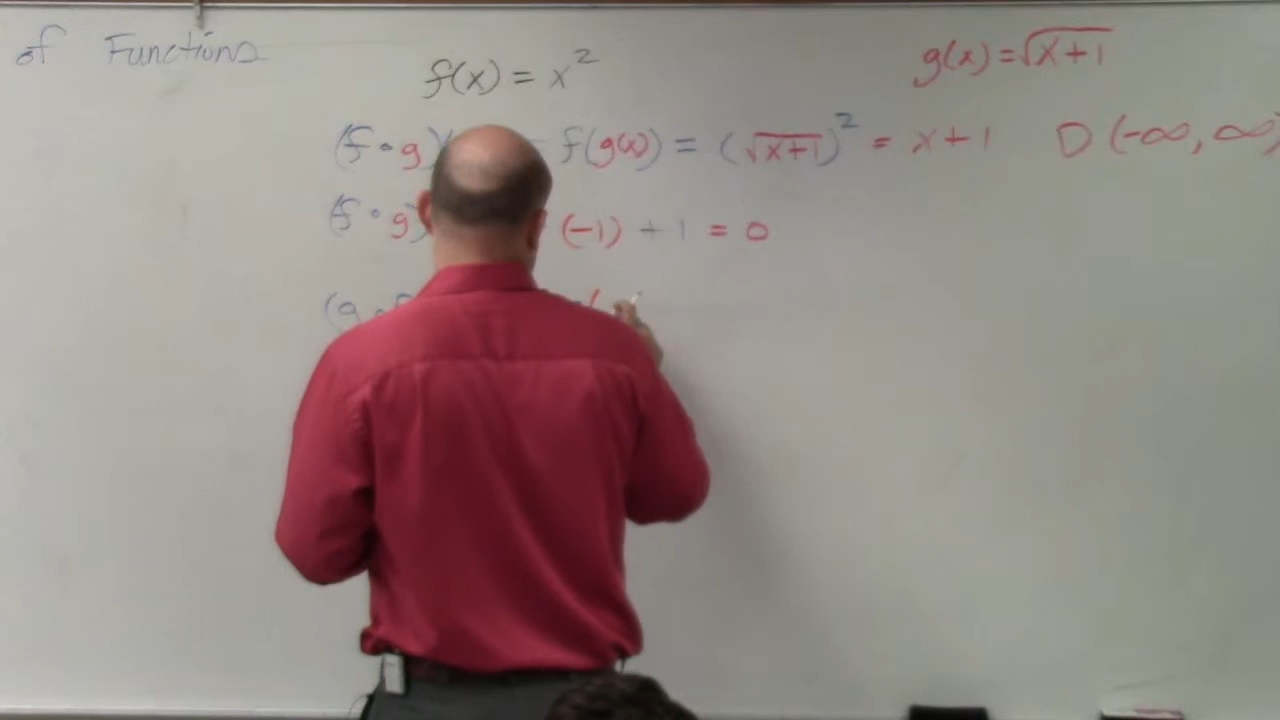 of Functions
f(x) = x² g(x) = √x+1
(f ∘ g)( f(g(x)) = (√x+1)² = x+1 D (-∞, ∞)
(f ∘ g) (-1) + 1 = 0
(g ∘ f (